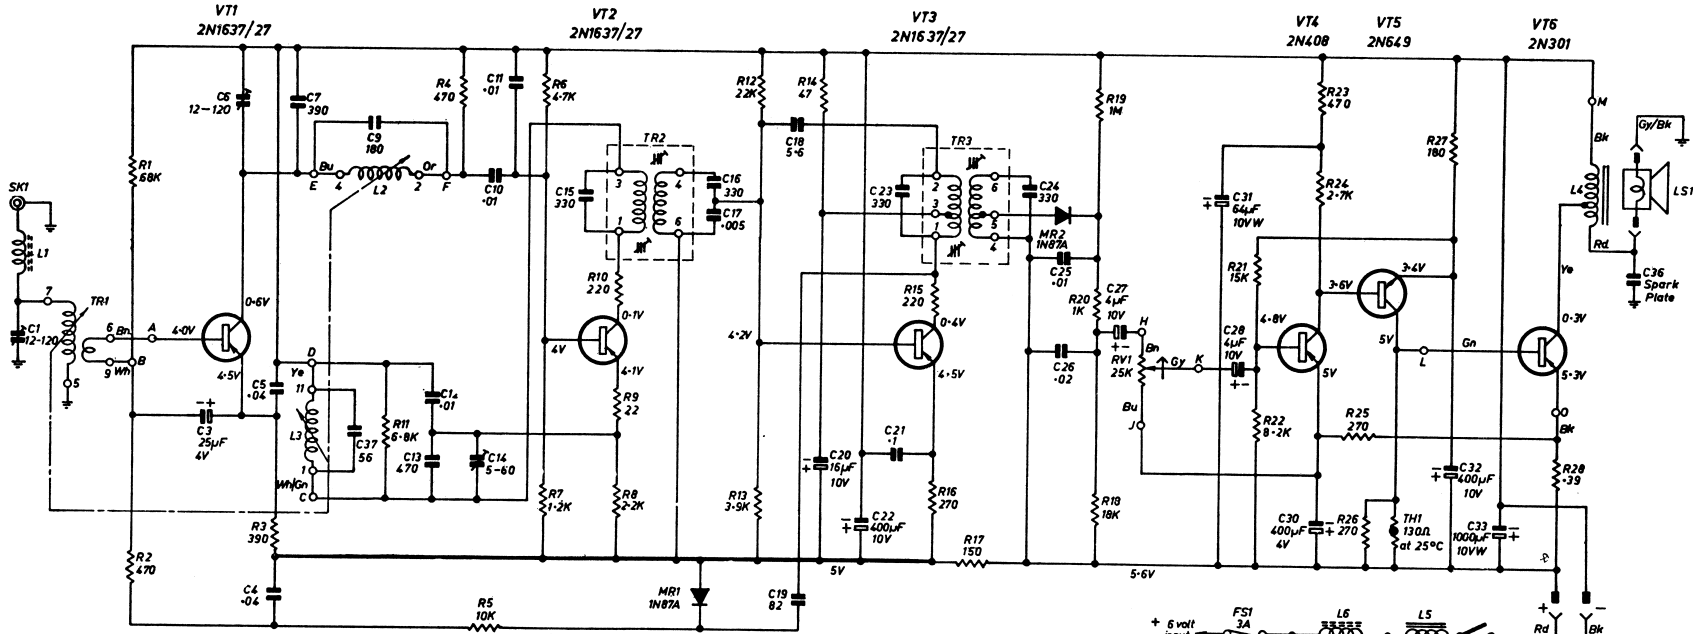 VT1
2N1637/27
VT2
2N1637/27
VT3
2N1637/27
VT4
2N408
VT5
2N649
VT6
2N301
C6
12-120
C7
390
R4
470
C11
·01
R6
4·7K
R12
22K
R14
47
R19
1M
R23
470
R27
180
M
Bk
Gy/Bk
C9
180
C18
5·6
TR2
TR3
R1
68K
Bu
E
4
L2
Or
2
F
C10
·01
C15
330
3
4
1
6
C16
330
C17
·005
C23
330
2
3
1
6
5
4
C24
330
MR2
1N87A
C25
·01
C31
64µF
10VW
R24
2·7K
L4
LS1
Rd
SK1
L1
R10
220
R15
220
R20
1K
C27
4µF
10V
H
R21
15K
3·4V
3·6V
Ye
C36
Spark
Plate
7
TR1
C1
12-120
6
Bn
A
B
9
Wh
5
4·0V
0·6V
4·5V
0·1V
4V
4·1V
4·2V
0·4V
4·5V
C26
·02
Bn
RV1
25K
Gy
K
C28
4µF
10V
4·8V
5V
5V
L
Gn
0·3V
5·3V
C5
·04
D
Ye
11
L3
C37
56
1
Wh/Gn
C
R11
6·8K
·01
C13
470
C14
5-60
R9
22
C3
25µF
4V
Bu
J
R22
8·2K
R25
270
O
Bk
C20
16µF
10V
C21
·1
C32
400µF
10V
R28
·39
R7
1·2K
R8
2·2K
R13
3·9K
R16
270
R18
18K
R3
390
R2
470
C22
400µF
10V
R17
150
C30
400µF
4V
R26
270
TH1
130Ω
at 25°C
C33
1000µF
10VW
C4
·04
R5
10K
MR1
1N87A
C19
82
5V
5·6V
+ 6 volt
FS1
3A
L6
L5
+
-
Rd
Bk